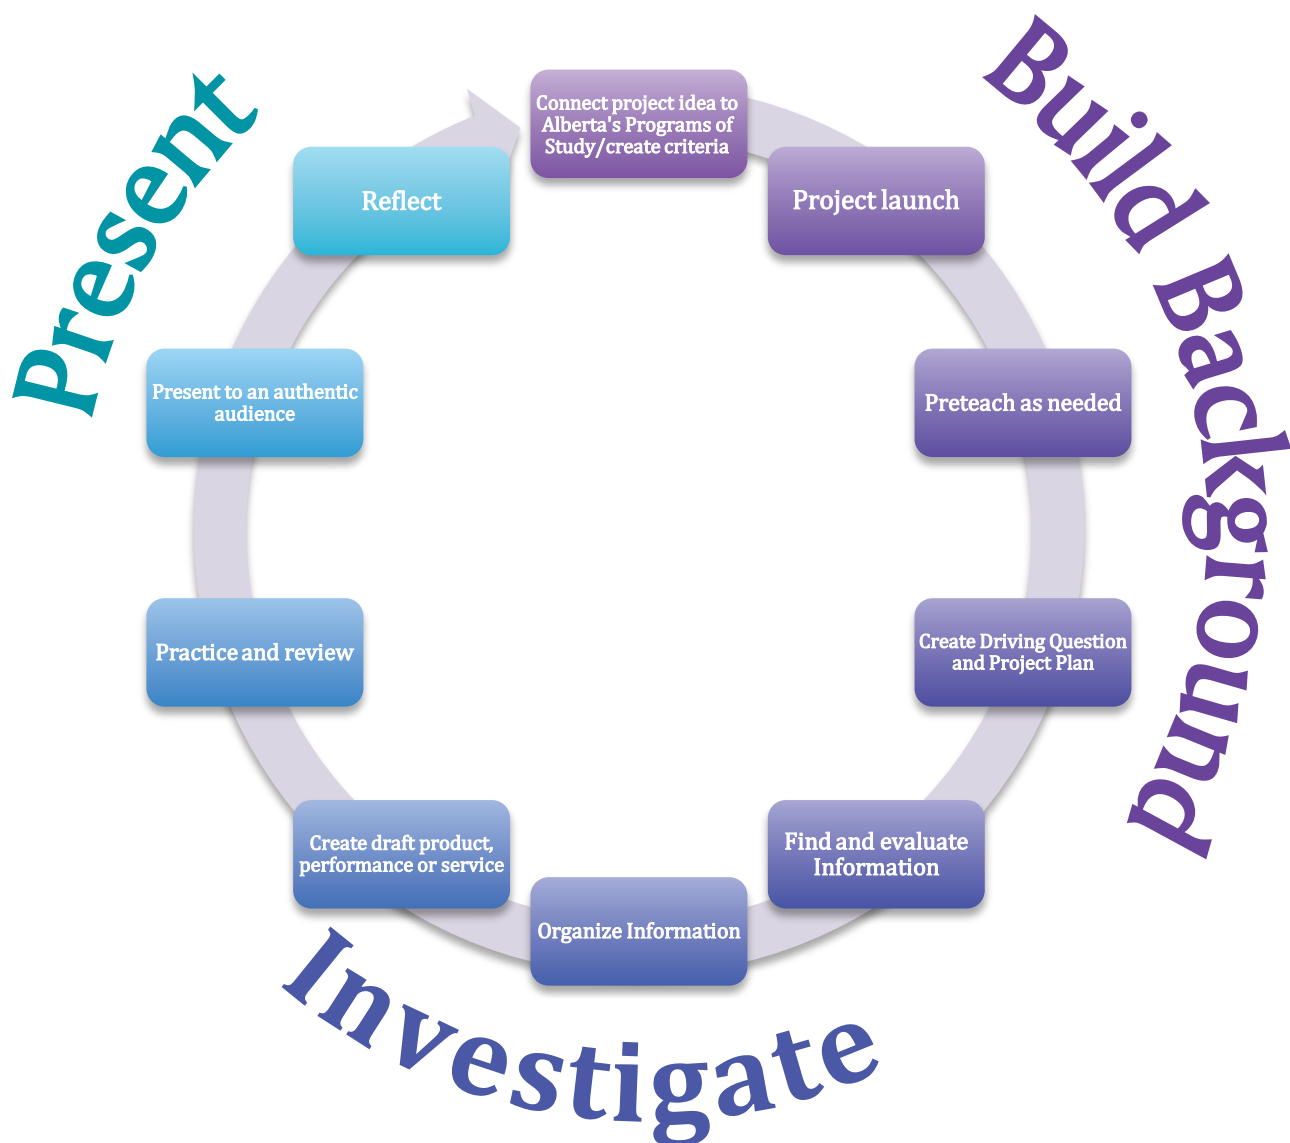 Build Background
Connect project idea to
Alberta's Programs of
Study/create criteria
Project launch
Preteach as needed
Create Driving Question
and Project Plan
Investigate
Find and evaluate
Information
Organize Information
Create draft product,
performance or service
Practice and review
Present
Present to an authentic
audience
Reflect